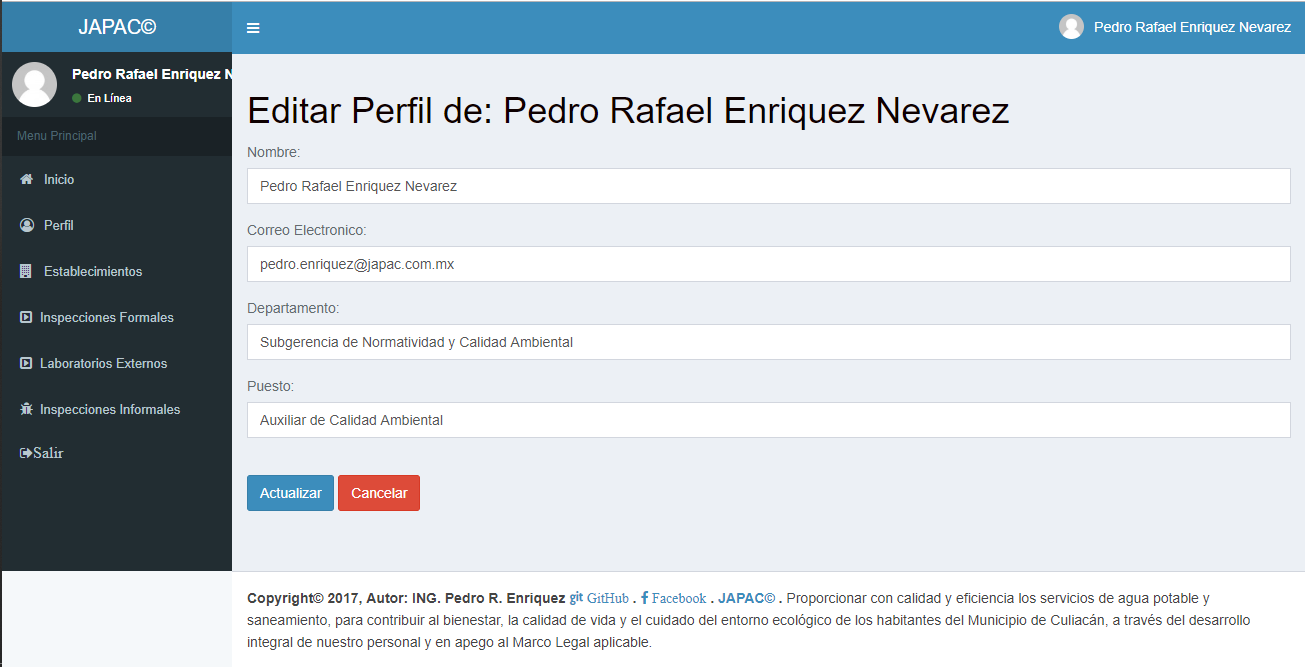 JAPAC©
Pedro Rafael Enriquez Nevarez
Pedro Rafael Enriquez N
En Línea
Menu Principal
Inicio
Perfil
Establecimientos
Inspecciones Formales
Laboratorios Externos
Inspecciones Informales
Salir
Editar Perfil de: Pedro Rafael Enriquez Nevarez
Nombre:
Pedro Rafael Enriquez Nevarez
Correo Electronico:
pedro.enriquez@japac.com.mx
Departamento:
Subgerencia de Normatividad y Calidad Ambiental
Puesto:
Auxiliar de Calidad Ambiental
Actualizar Cancelar
Copyright© 2017, Autor: ING. Pedro R. Enriquez git GitHub . f Facebook . JAPAC© . Proporcionar con calidad y eficiencia los servicios de agua potable y
saneamiento, para contribuir al bienestar, la calidad de vida y el cuidado del entorno ecológico de los habitantes del Municipio de Culiacán, a través del desarrollo
integral de nuestro personal y en apego al Marco Legal aplicable.